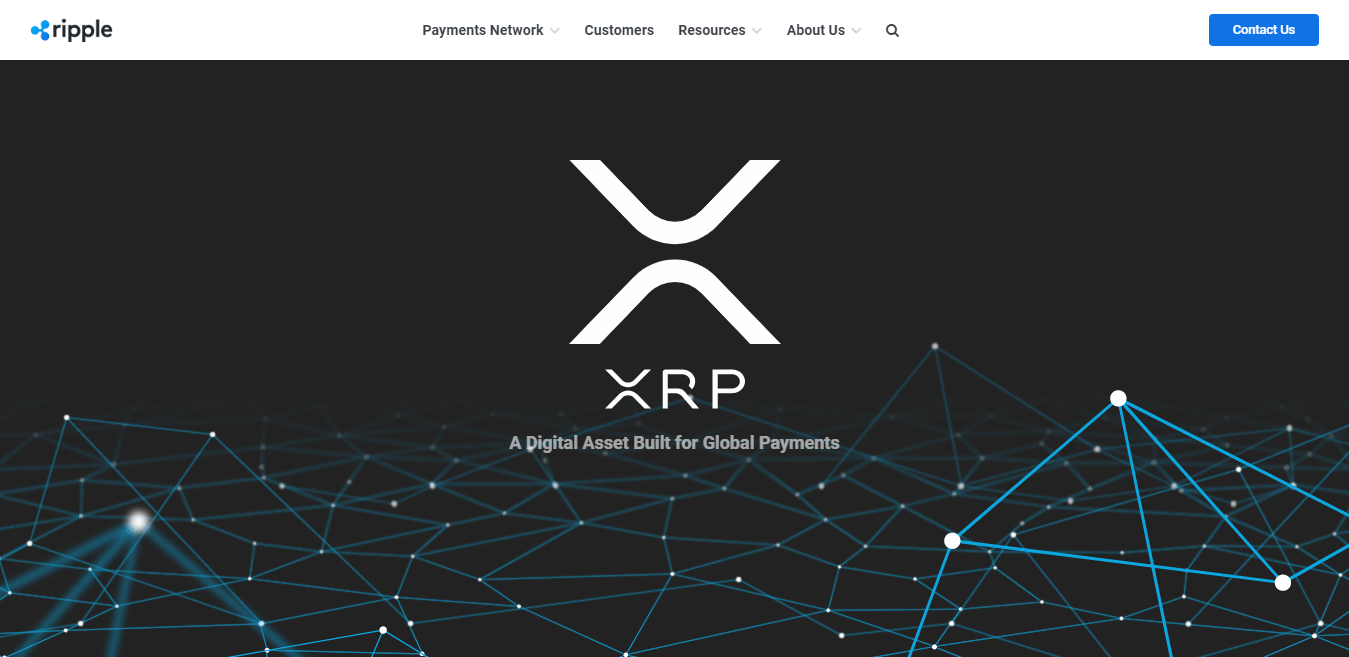 ripple
Payments Network
Customers
Resources
About Us
Contact Us
XRP
A Digital Asset Built for Global Payments